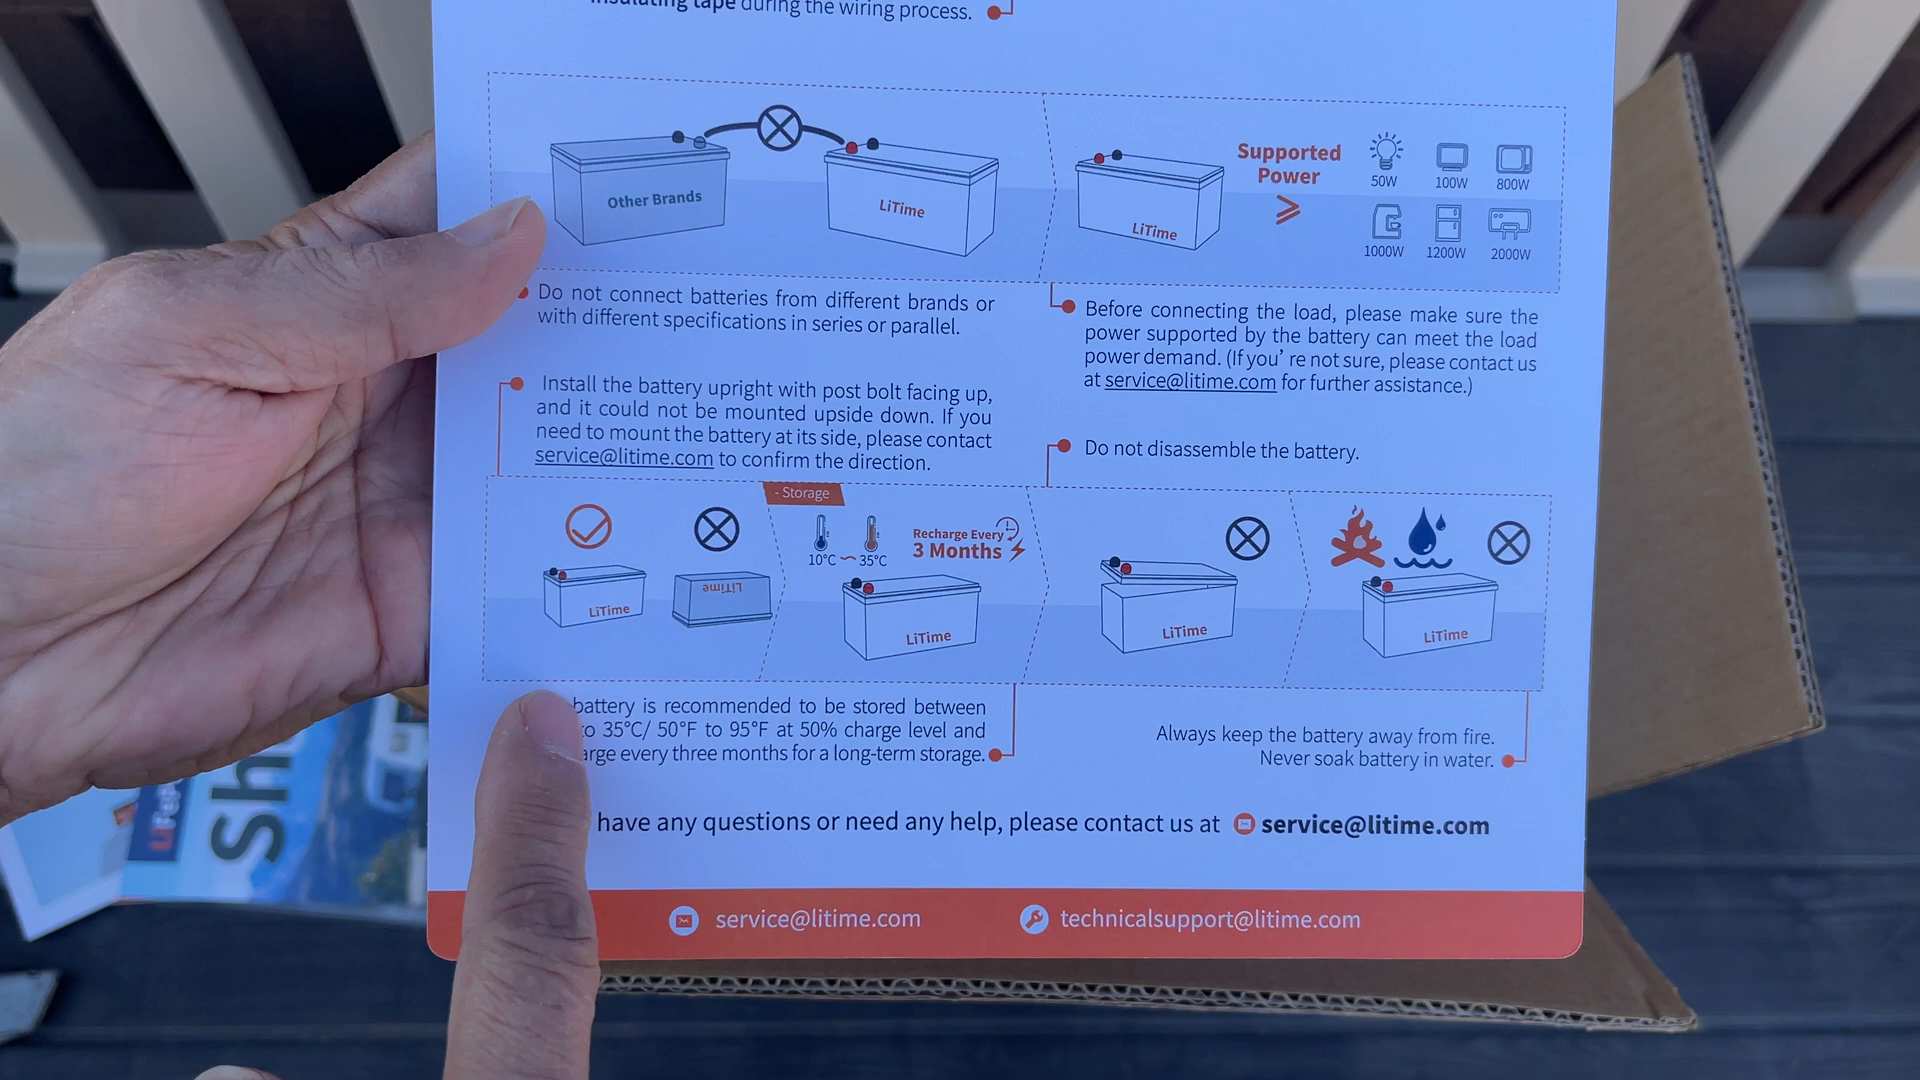 insulating tape during the wiring process.
Other Brands
LiTime
LiTime
Supported
Power
50W
100W
800W
1000W
1200W
2000W
Do not connect batteries from different brands or
with different specifications in series or parallel.
Before connecting the load, please make sure the
power supported by the battery can meet the load
power demand. (If you' re not sure, please contact us
at service@litime.com for further assistance.)
Install the battery upright with post bolt facing up,
and it could not be mounted upside down. If you
need to mount the battery at its side, please contact
service@litime.com to confirm the direction.
Do not disassemble the battery.
- Storage
10°C ~ 35°C
Recharge Every
3 Months
LiTime
LiTime
LiTime
LiTime
LiTime
battery is recommended to be stored between
to 35°C/ 50°F to 95°F at 50% charge level and
every three months for a long-term storage.
Always keep the battery away from fire.
Never soak battery in water.
have any questions or need any help, please contact us at service@litime.com
service@litime.com
technicalsupport@litime.com